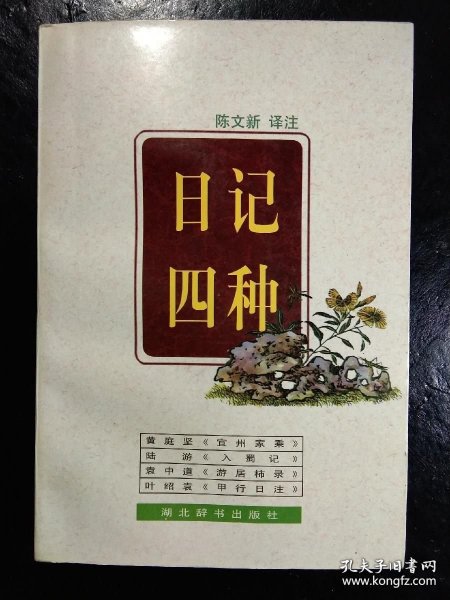 陈文新 译注
日记
四种
黄庭坚《宜州家乘》
陆游《入蜀记》
袁中道《游居柿录》
叶绍袁《甲行日注》
湖北辞书出版社
孔夫子旧书网
www.kongfz.com